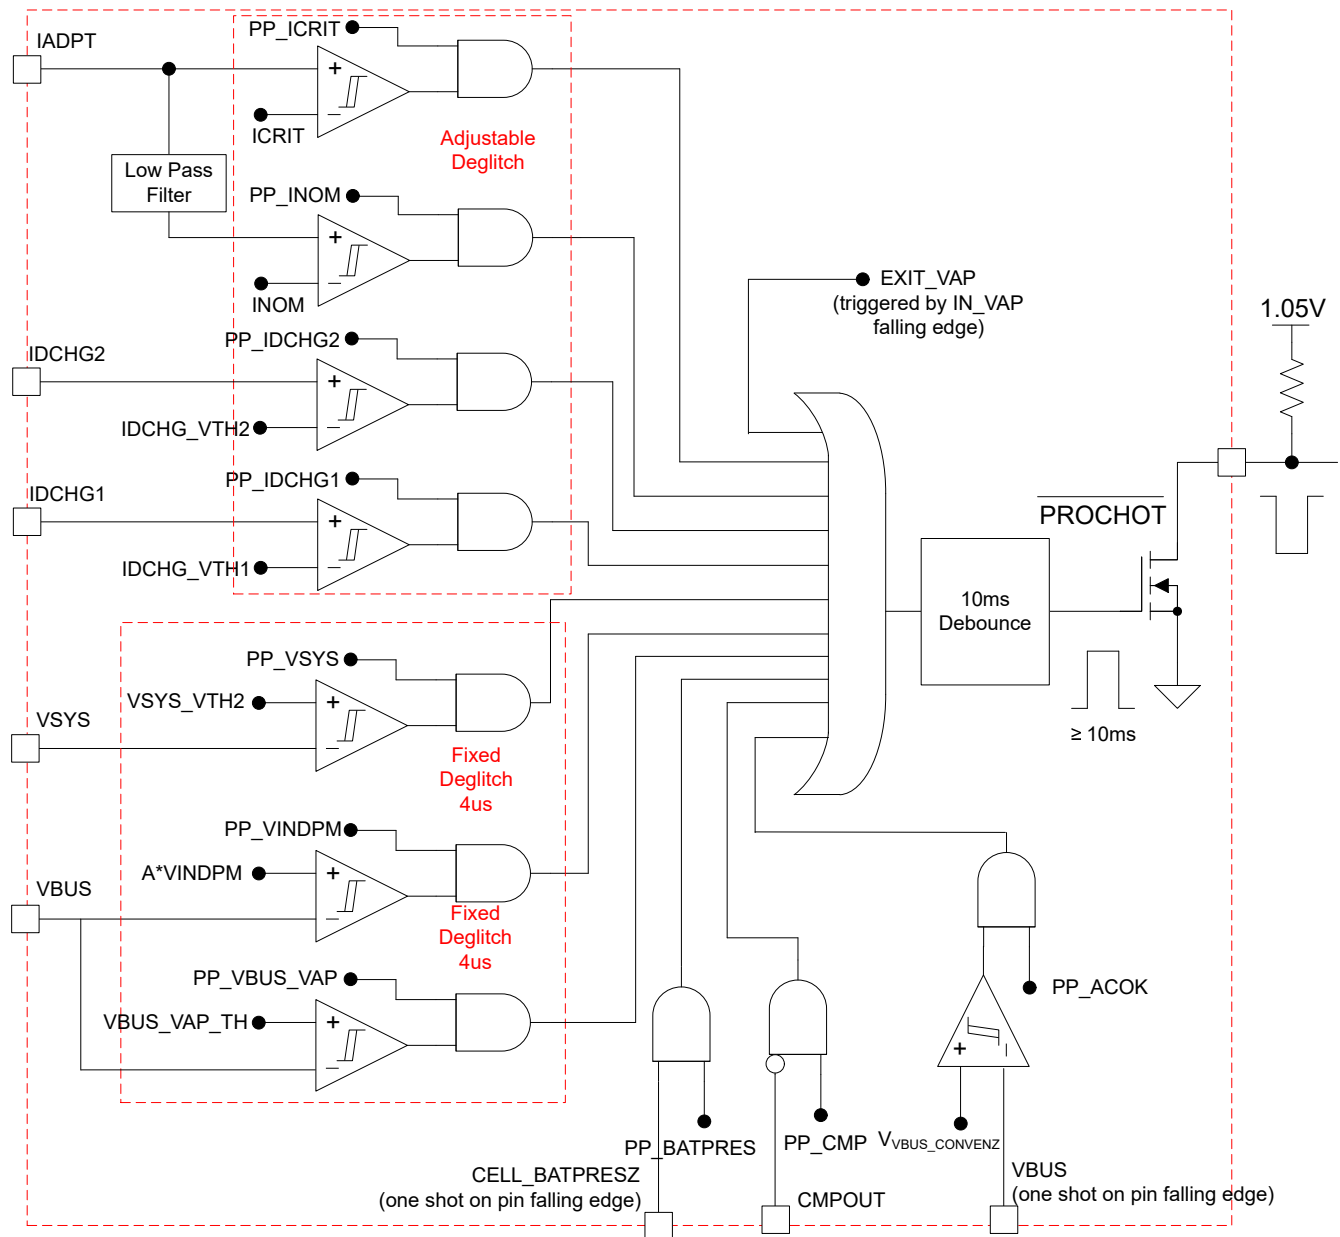 PP_ICRIT
IADPT
ICRIT
Adjustable
Deglitch
Low Pass
Filter
PP_INOM
INOM
EXIT_VAP
(triggered by IN_VAP
falling edge)
1.05V
PP_IDCHG2
IDCHG2
IDCHG_VTH2
PP_IDCHG1
IDCHG1
IDCHG_VTH1
PROCHOT
10ms
Debounce
≥ 10ms
PP_VSYS
VSYS_VTH2
VSYS
Fixed
Deglitch
4us
PP_VINDPM
A*VINDPM
VBUS
Fixed
Deglitch
4us
PP_VBUS_VAP
VBUS_VAP_TH
PP_ACOK
PP_BATPRES
PP_CMP
VVBUS_CONVENZ
CELL_BATPRESZ
(one shot on pin falling edge)
CMPOUT
VBUS
(one shot on pin falling edge)